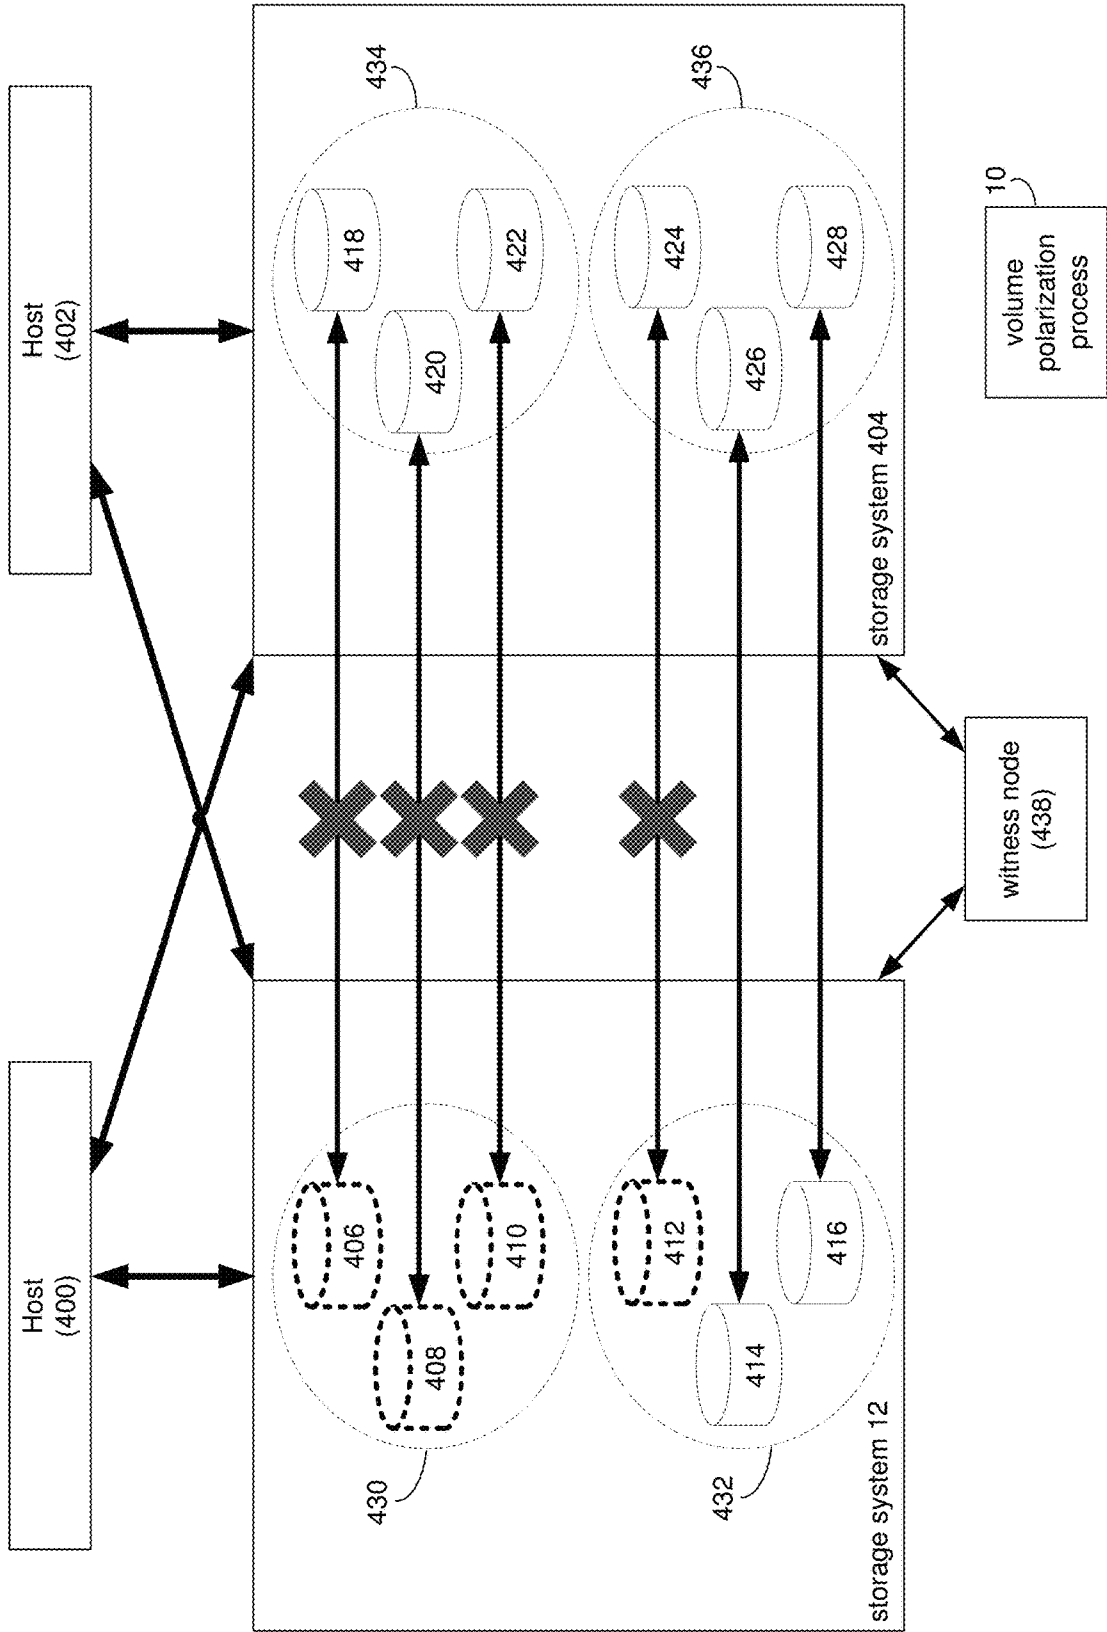 Host
(400)
Host
(402)
430
406
408
410
432
412
414
416
storage system 12
434
418
420
422
436
424
426
428
storage system 404
witness node
(438)
10
volume
polarization
process